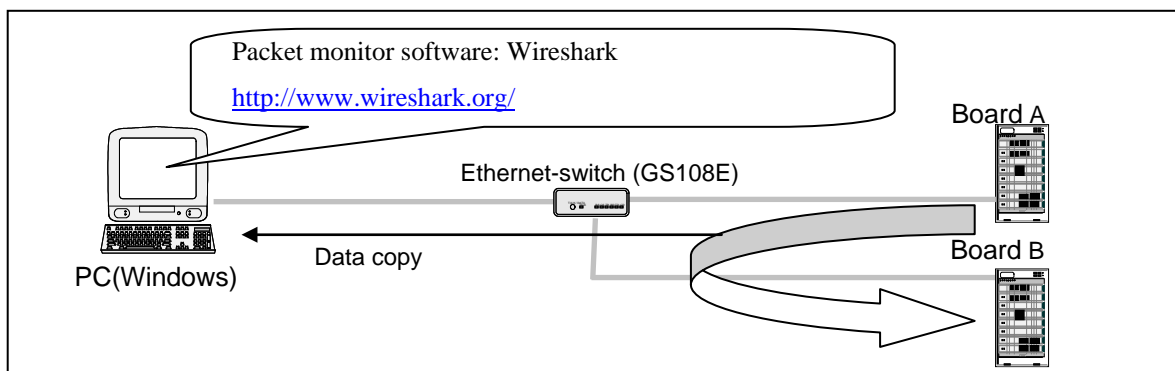 Packet monitor software: Wireshark
http://www.wireshark.org/
Board A
Ethernet-switch (GS108E)
Data copy
Board B
PC(Windows)